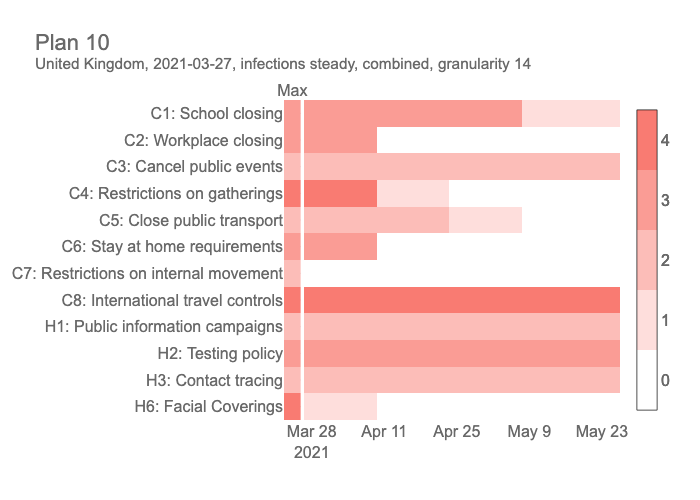 Plan 10
United Kingdom, 2021-03-27, infections steady, combined, granularity 14
Max
C1: School closing
C2: Workplace closing
C3: Cancel public events
C4: Restrictions on gatherings
C5: Close public transport
C6: Stay at home requirements
C7: Restrictions on internal movement
C8: International travel controls
H1: Public information campaigns
H2: Testing policy
H3: Contact tracing
H6: Facial Coverings
Mar 28 Apr 11 Apr 25 May 9 May 23
2021
4
3
2
1
0